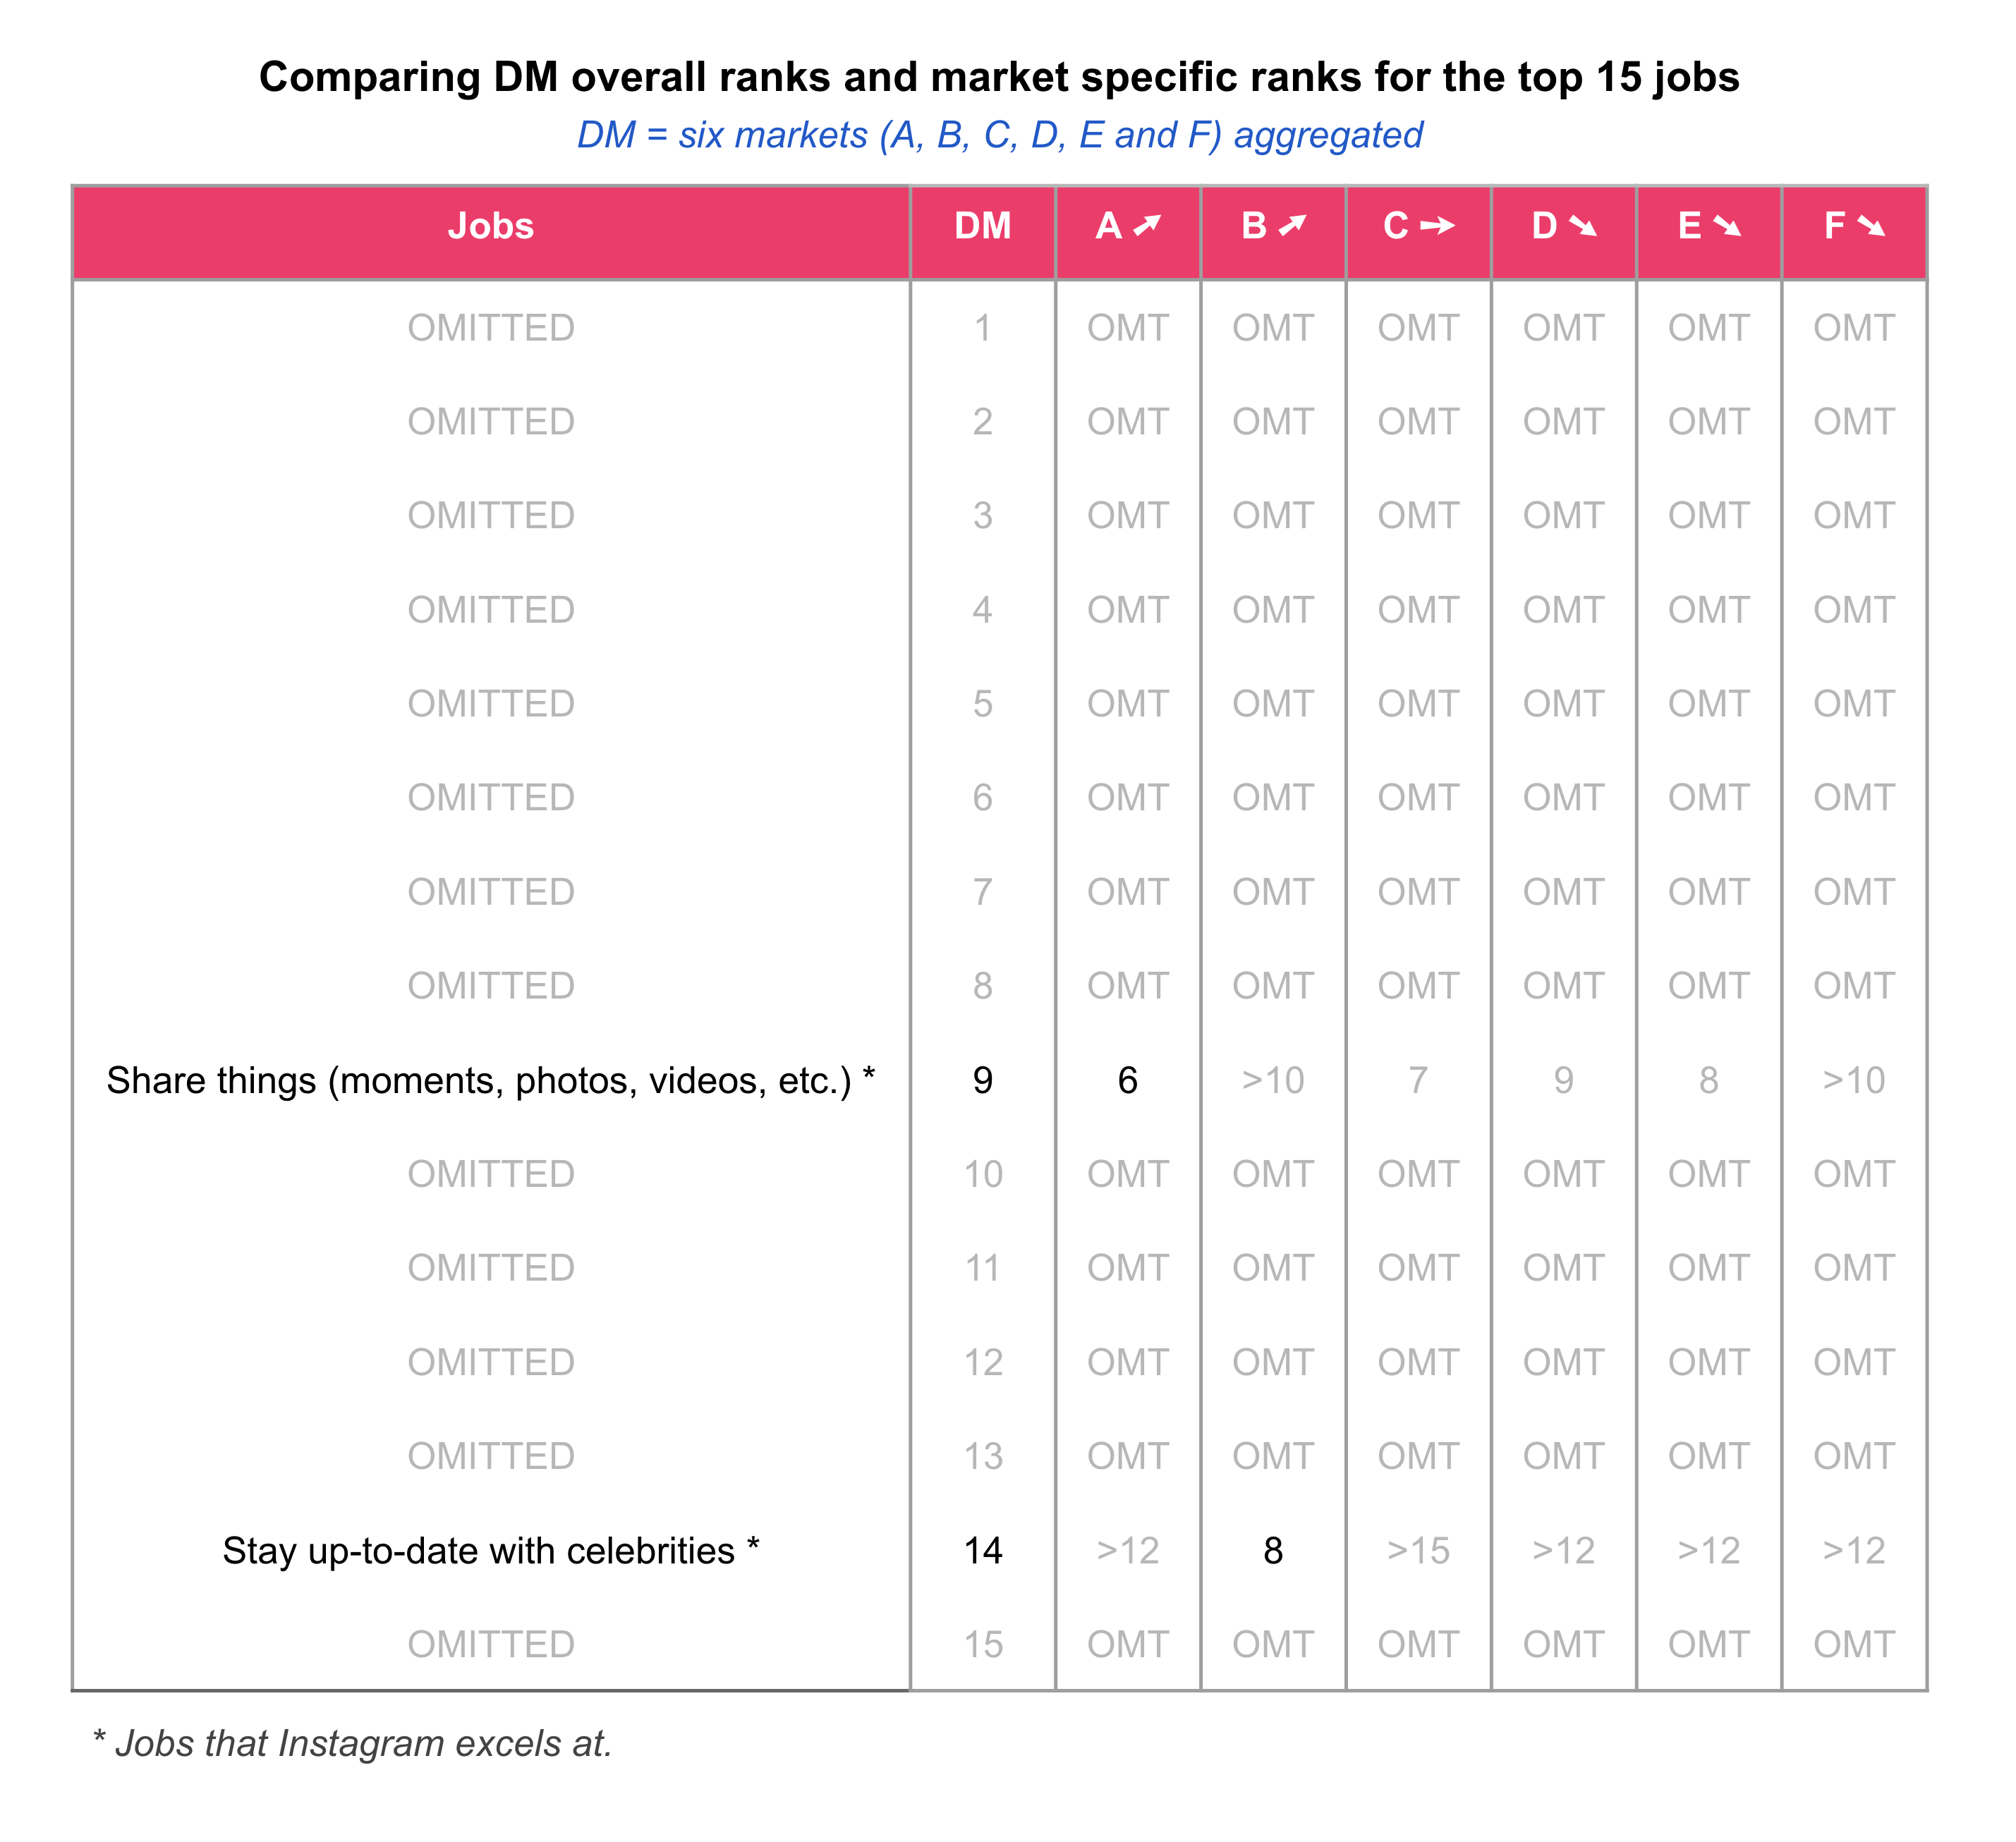 Comparing DM overall ranks and market specific ranks for the top 15 jobs
DM = six markets (A, B, C, D, E and F) aggregated
Jobs DM A ➚ B ➚ C ➙ D ➘ E ➘ F ➘
OMITTED 1 OMT OMT OMT OMT OMT OMT
OMITTED 2 OMT OMT OMT OMT OMT OMT
OMITTED 3 OMT OMT OMT OMT OMT OMT
OMITTED 4 OMT OMT OMT OMT OMT OMT
OMITTED 5 OMT OMT OMT OMT OMT OMT
OMITTED 6 OMT OMT OMT OMT OMT OMT
OMITTED 7 OMT OMT OMT OMT OMT OMT
OMITTED 8 OMT OMT OMT OMT OMT OMT
Share things (moments, photos, videos, etc.) * 9 6 >10 7 9 8 >10
OMITTED 10 OMT OMT OMT OMT OMT OMT
OMITTED 11 OMT OMT OMT OMT OMT OMT
OMITTED 12 OMT OMT OMT OMT OMT OMT
OMITTED 13 OMT OMT OMT OMT OMT OMT
Stay up-to-date with celebrities * 14 >12 8 >15 >12 >12 >12
OMITTED 15 OMT OMT OMT OMT OMT OMT
* Jobs that Instagram excels at.